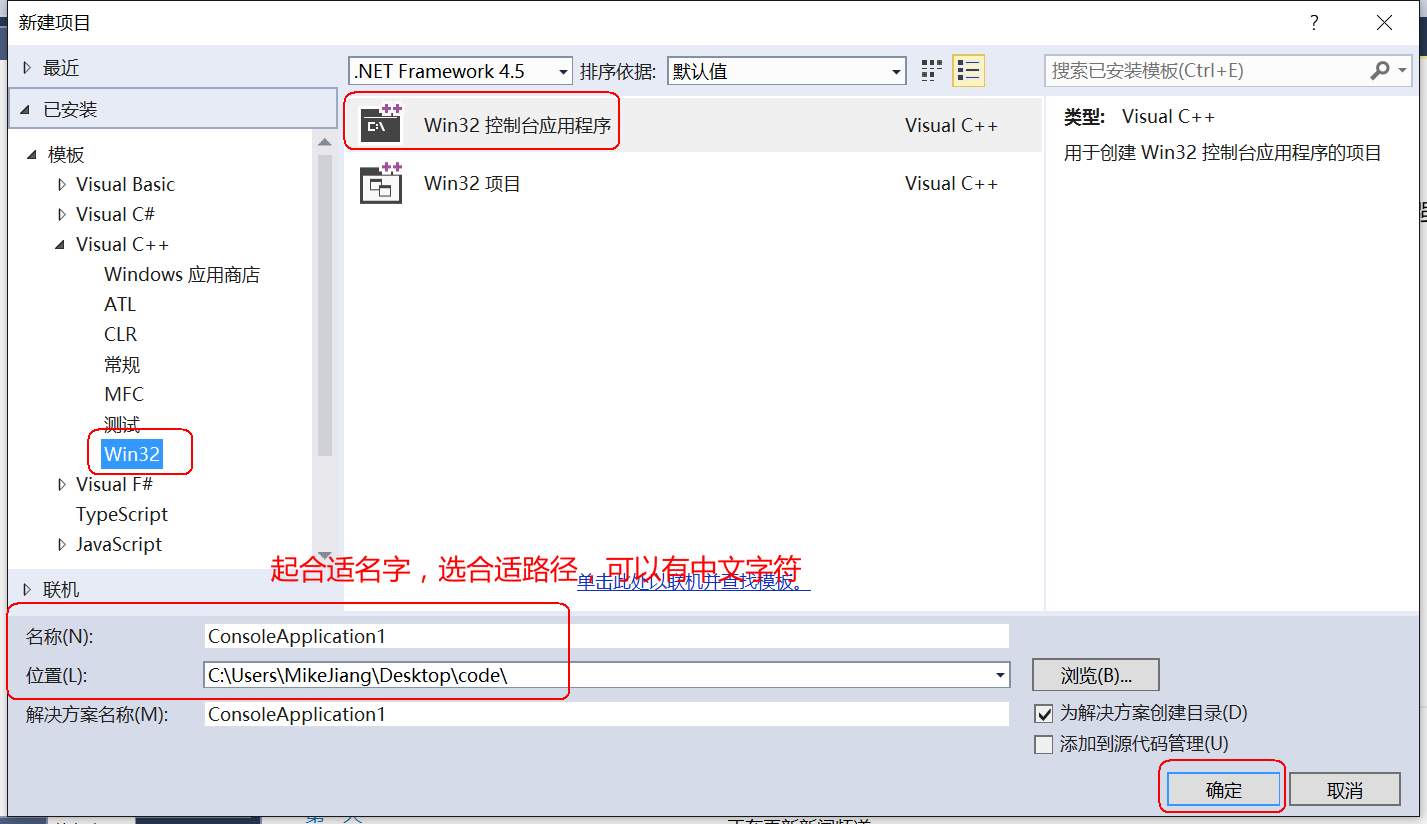 新建项目
?
最近
.NET Framework 4.5
排序依据:
默认值
搜索已安装模板(Ctrl+E)
已安装
模板
Visual Basic
Visual C#
Visual C++
Windows 应用商店
ATL
CLR
常规
MFC
测试
Win32
Visual F#
TypeScript
JavaScript
联机
Win32 控制台应用程序
Visual C++
Win32 项目
Visual C++
类型: Visual C++
用于创建 Win32 控制台应用程序的项目
起合适名字，选合适路径，可以有中文字符
单击此处以联机并查找模板。
名称(N):
ConsoleApplication1
位置(L):
C:\Users\MikeJiang\Desktop\code\
浏览(B)...
解决方案名称(M):
ConsoleApplication1
为解决方案创建目录(D)
添加到源代码管理(U)
确定
取消